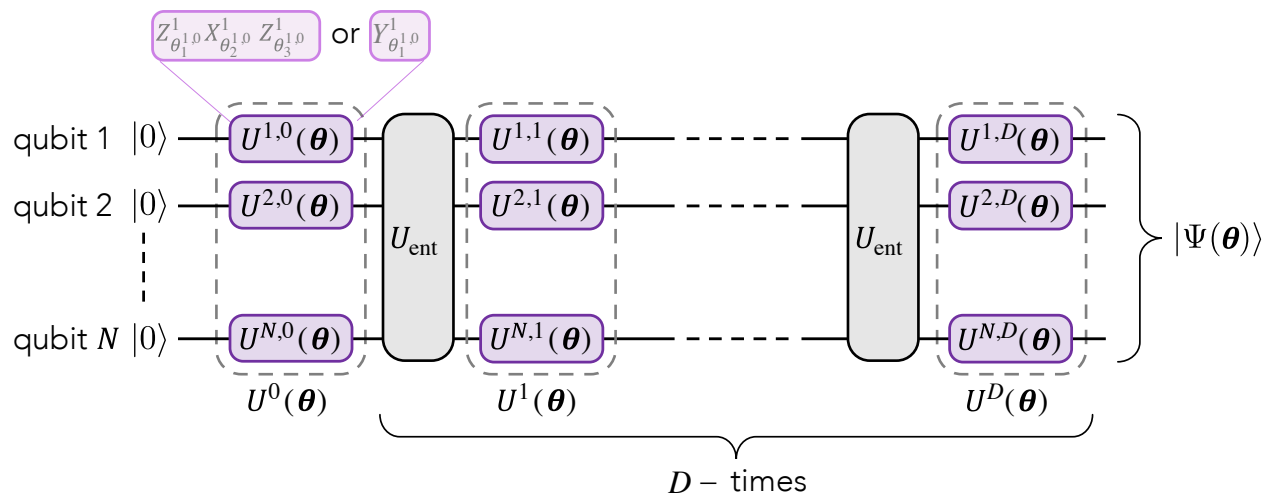 Z^1_{θ_1^{1,0}} X^1_{θ_2^{1,0}} Z^1_{θ_3^{1,0}} or Y^1_{θ_1^{1,0}}
qubit 1 |0⟩ U^{1,0}(θ) U^{1,1}(θ) U^{1,D}(θ)
qubit 2 |0⟩ U^{2,0}(θ) U^{2,1}(θ) U^{2,D}(θ)
U_ent U_ent |Ψ(θ)⟩
qubit N |0⟩ U^{N,0}(θ) U^{N,1}(θ) U^{N,D}(θ)
U^0(θ) U^1(θ) U^D(θ)
D – times